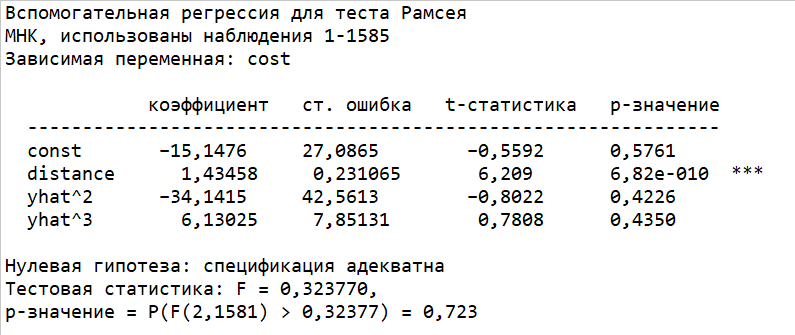 Вспомогательная регрессия для теста Рамсея
МНК, использованы наблюдения 1-1585
Зависимая переменная: cost
коэффициент ст. ошибка t-статистика p-значение
---------------------------------------------------------------
const −15,1476 27,0865 −0,5592 0,5761
distance 1,43458 0,231065 6,209 6,82e-010 ***
yhat^2 −34,1415 42,5613 −0,8022 0,4226
yhat^3 6,13025 7,85131 0,7808 0,4350
Нулевая гипотеза: спецификация адекватна
Тестовая статистика: F = 0,323770,
р-значение = P(F(2,1581) > 0,32377) = 0,723